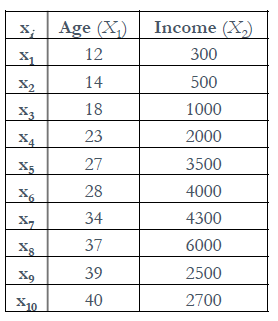 xᵢ Age (X₁) Income (X₂)
x₁ 12 300
x₂ 14 500
x₃ 18 1000
x₄ 23 2000
x₅ 27 3500
x₆ 28 4000
x₇ 34 4300
x₈ 37 6000
x₉ 39 2500
x₁₀ 40 2700